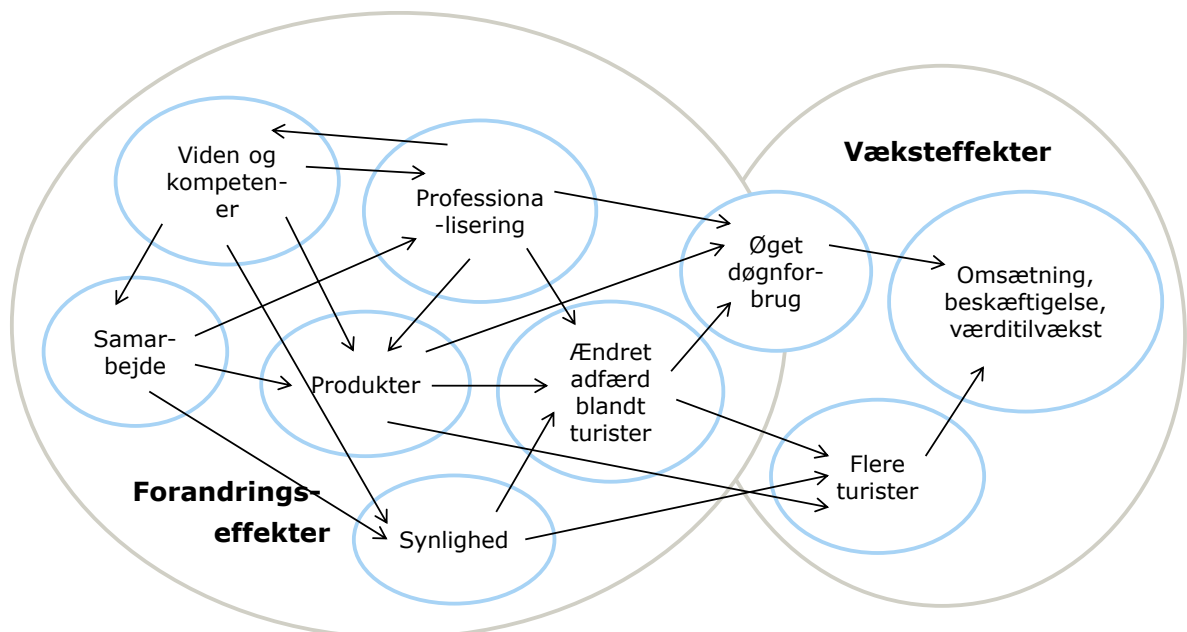 Viden og
kompeten-
er
Professiona
-lisering
Væksteffekter
Øget
døgnfor-
brug
Omsætning,
beskæftigelse,
værditilvækst
Samar-
bejde
Produkter
Ændret
adfærd
blandt
turister
Flere
turister
Forandrings-
effekter
Synlighed